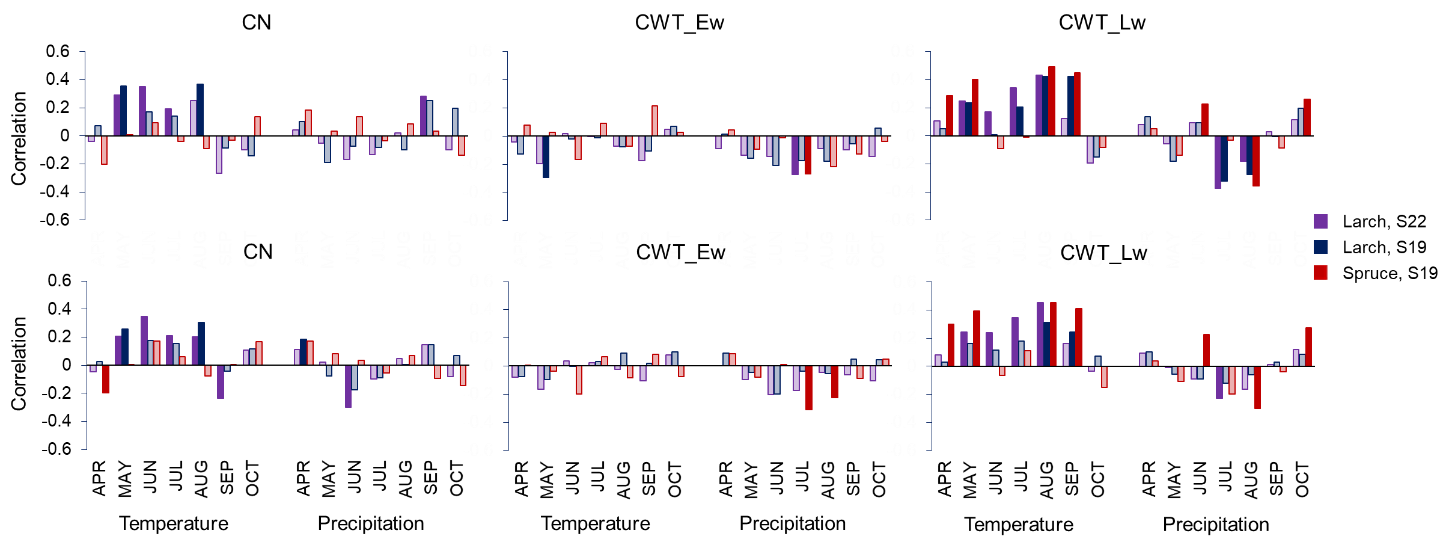 CN CWT_Ew CWT_Lw
0.6
0.4
0.2
0
-0.2
-0.4
-0.6
Correlation
Larch, S22
Larch, S19
Spruce, S19
CN CWT_Ew CWT_Lw
0.6
0.4
0.2
0
-0.2
-0.4
-0.6
Correlation
APR MAY JUN JUL AUG SEP OCT APR MAY JUN JUL AUG SEP OCT APR MAY JUN JUL AUG SEP OCT APR MAY JUN JUL AUG SEP OCT APR MAY JUN JUL AUG SEP OCT APR MAY JUN JUL AUG SEP OCT
Temperature Precipitation Temperature Precipitation Temperature Precipitation